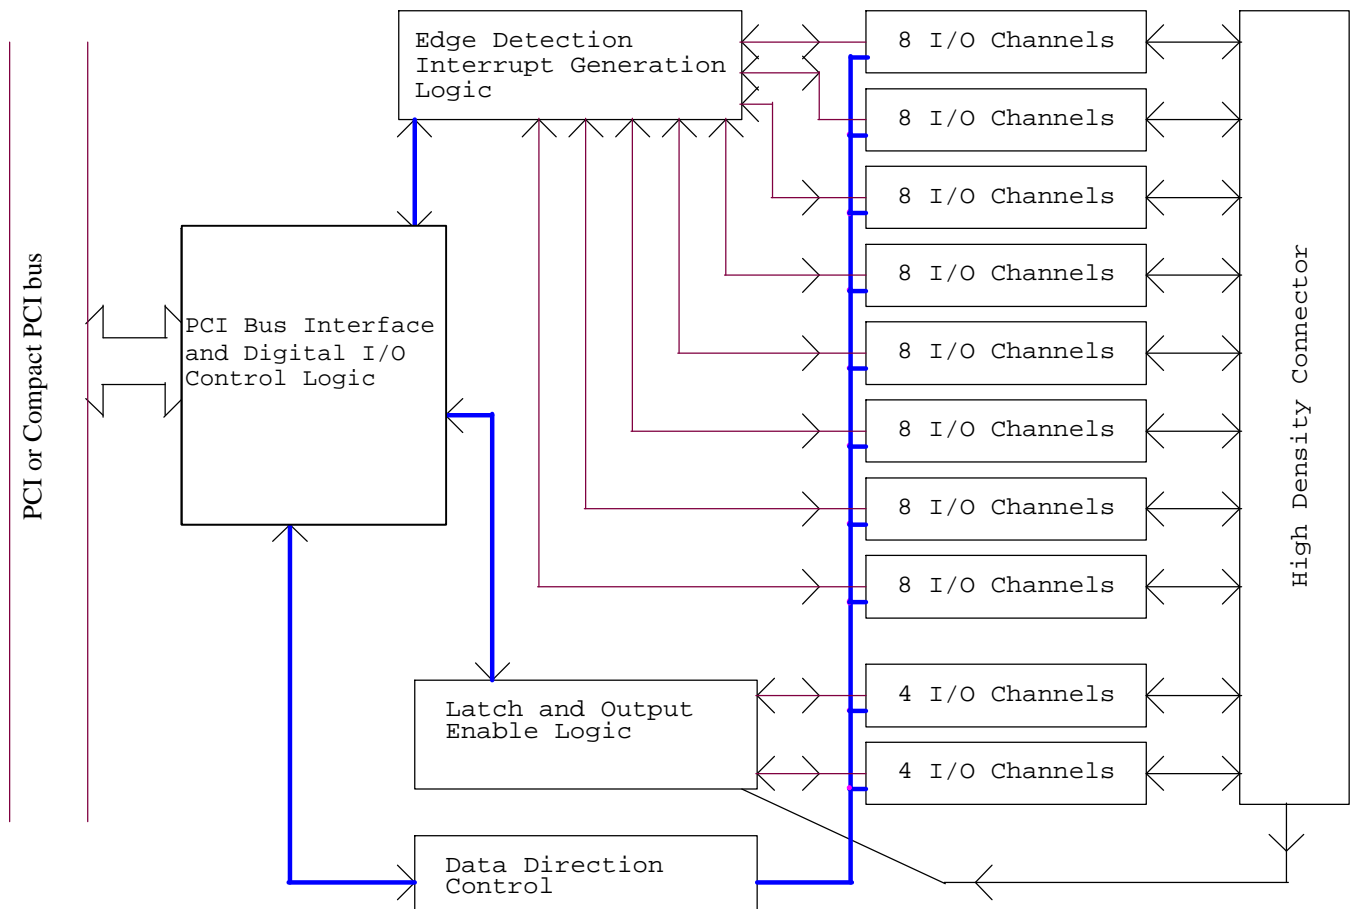 Edge Detection
Interrupt Generation
Logic
8 I/O Channels
8 I/O Channels
8 I/O Channels
8 I/O Channels
8 I/O Channels
8 I/O Channels
8 I/O Channels
8 I/O Channels
4 I/O Channels
4 I/O Channels
High Density Connector
PCI or Compact PCI bus
PCI Bus Interface
and Digital I/O
Control Logic
Latch and Output
Enable Logic
Data Direction
Control